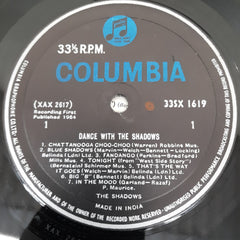 33⅓ R.P.M.
COLUMBIA
(XAX 2617)
Recording First
Published 1964
33SX 1619
1
1
DANCE WITH THE SHADOWS
1. CHATTANOOGA CHOO-CHOO (Warren) Robbins Mus.
2. BLUE SHADOWS (Marvin-Welch-Bennett-Locking)
Belinda (Ldn) Ltd. 3. FANDANGO (Perkins-Bradford)
Mills Mus. 4. TONIGHT (from "West Side Story")
(Bernstein) Schirmer 5. THAT'S THE WAY
IT GOES (Welch-Marvin) Belinda (Ldn.) Ltd.
6. BIG "B" (Bennett) Belinda (Ldn.) Ltd.
7. IN THE MOOD (Garland-Razaf)
P. Maurice.
THE SHADOWS
MADE IN INDIA